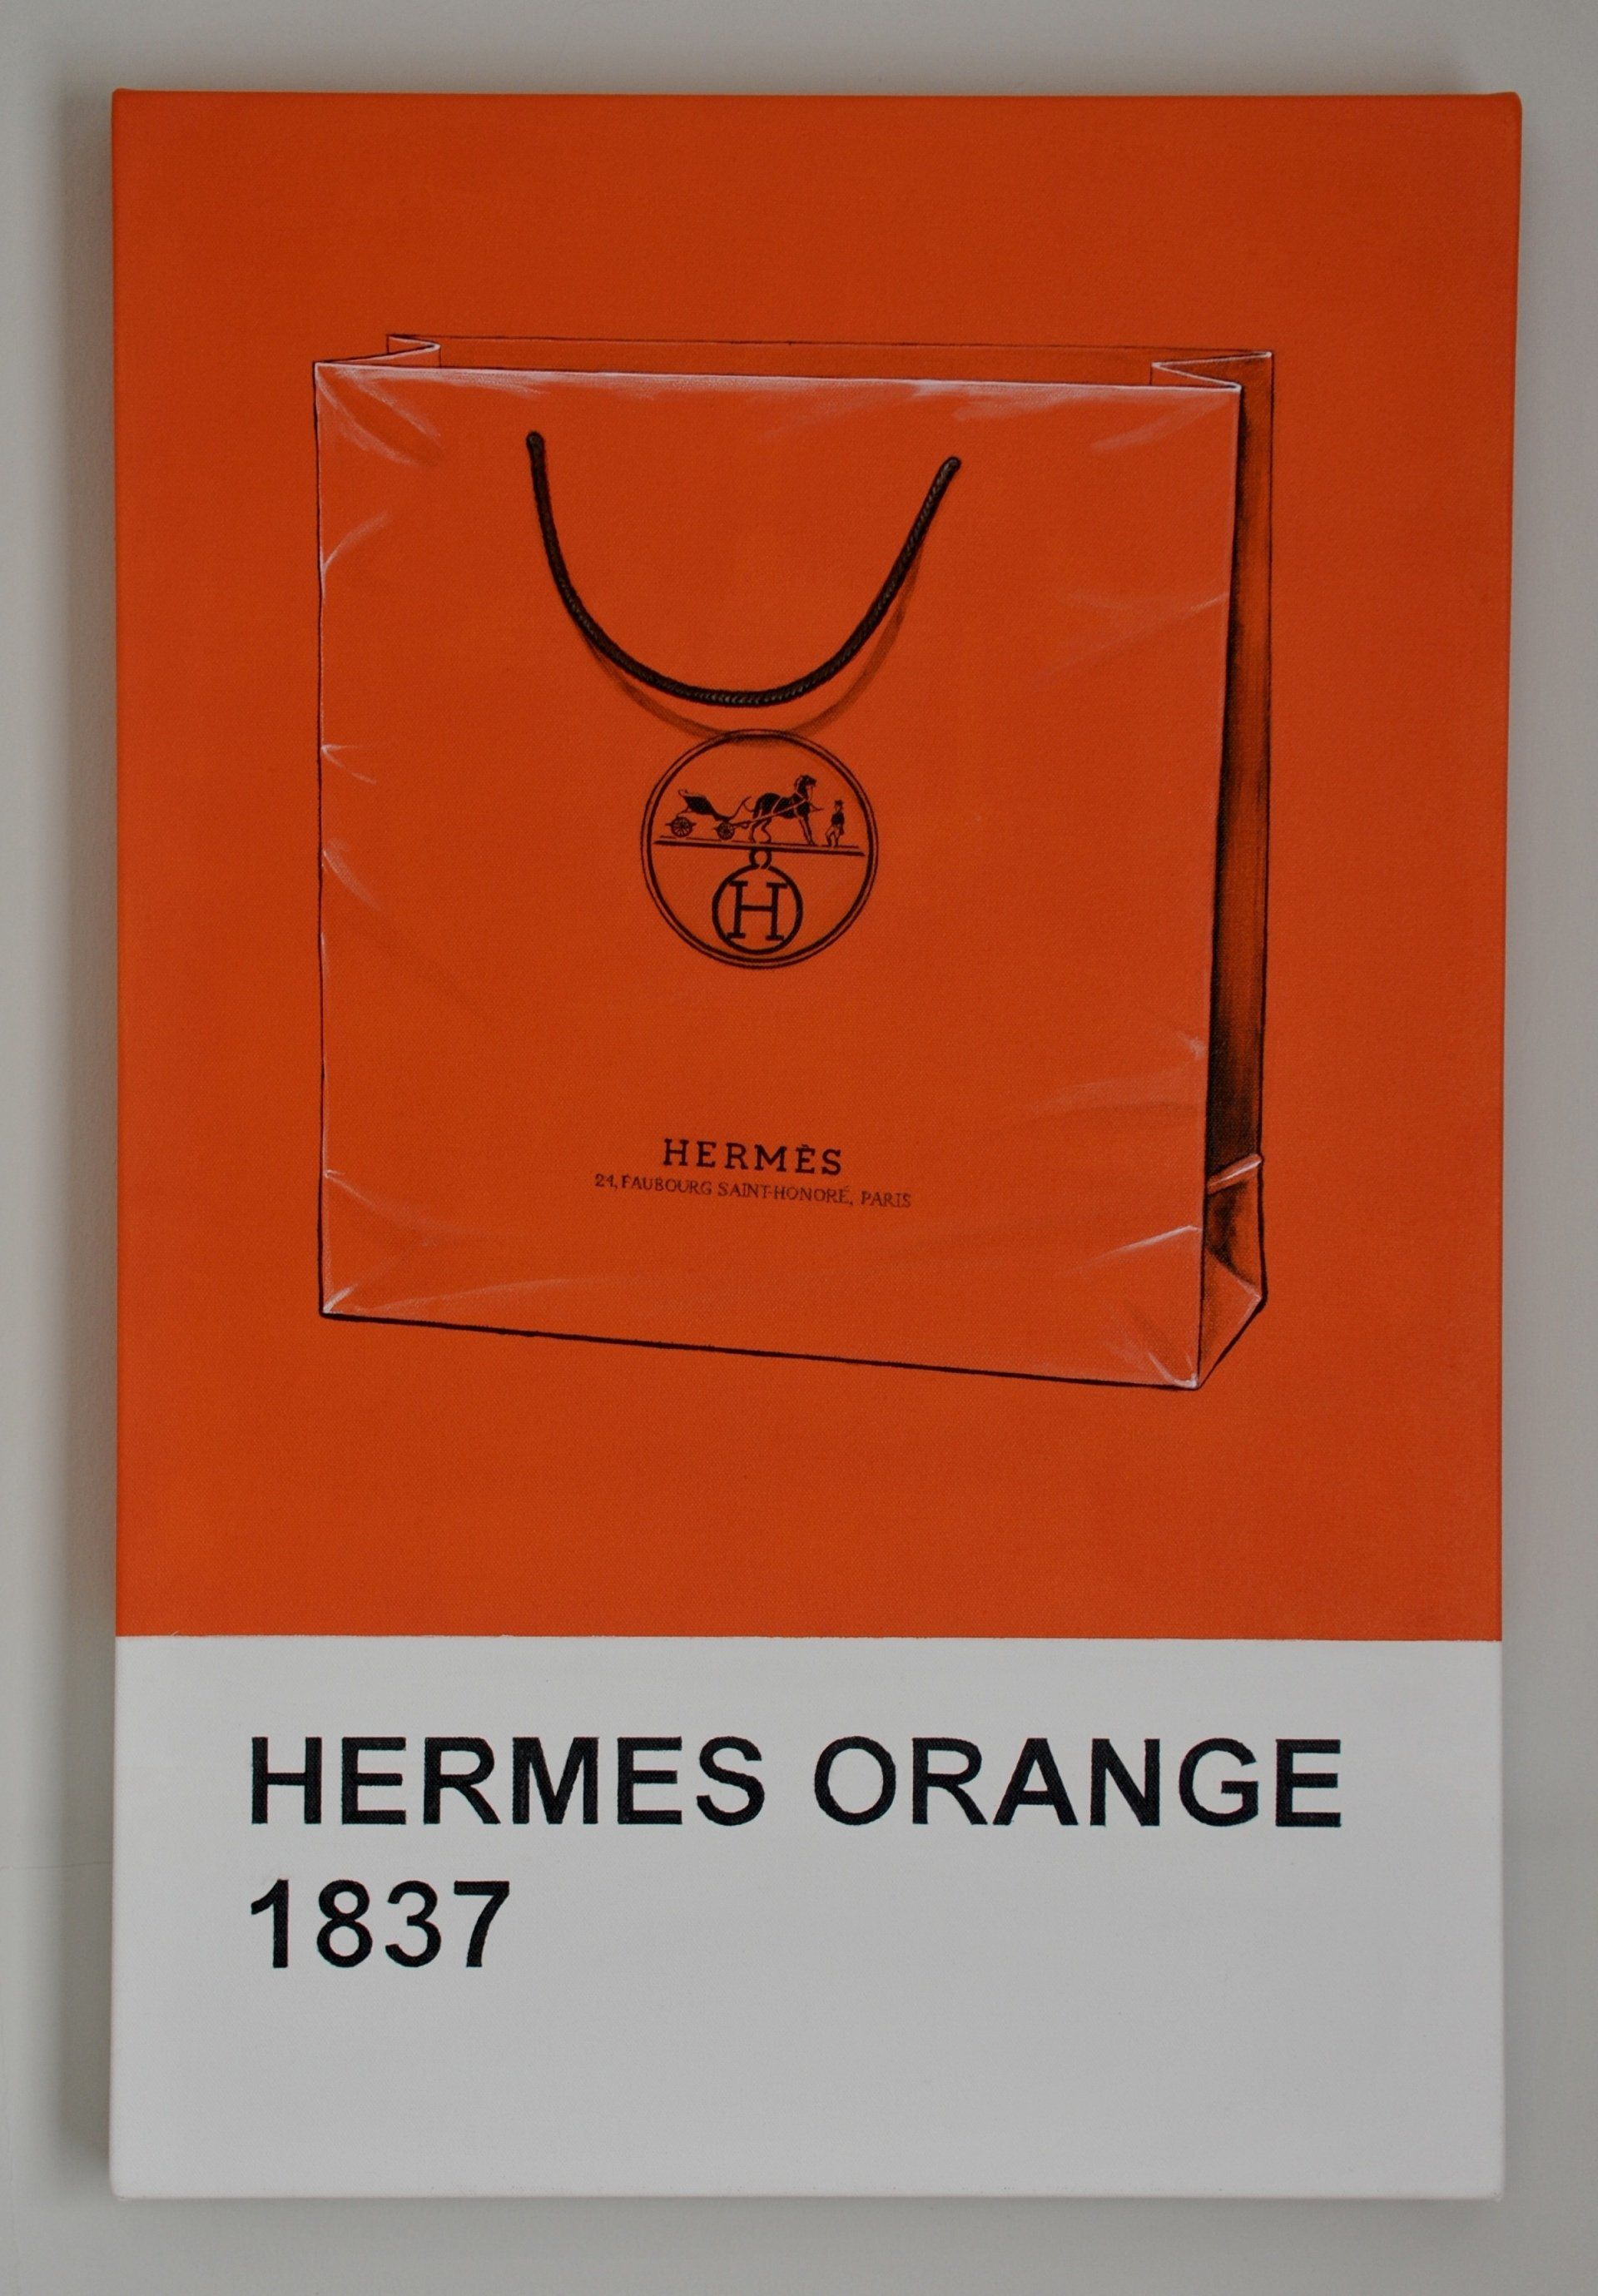 H
HERMÈS
24, FAUBOURG SAINT-HONORÉ, PARIS
HERMES ORANGE
1837